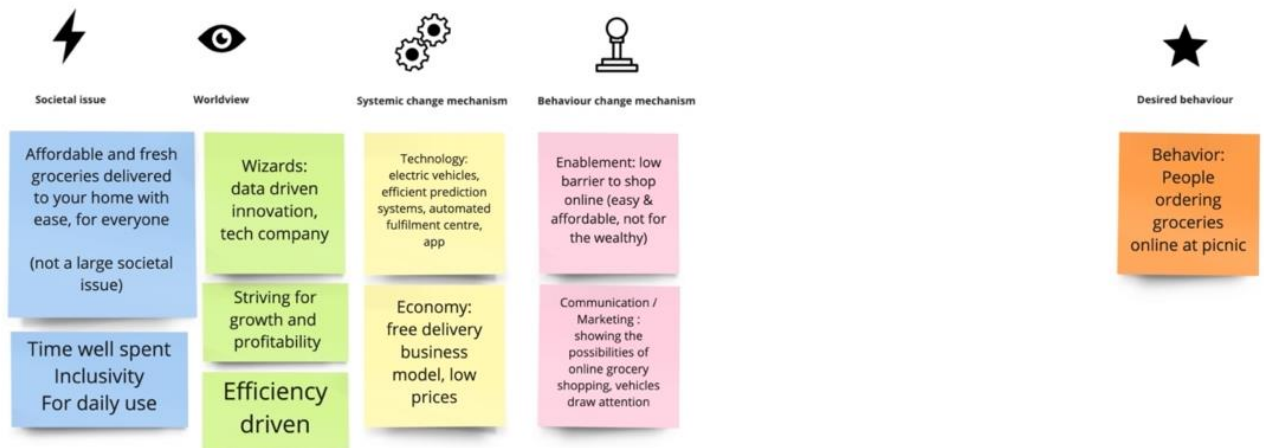 Societal issue
Worldview
Systemic change mechanism
Behaviour change mechanism
Desired behaviour
Affordable and fresh
groceries delivered
to your home with
ease, for everyone
(not a large societal
issue)
Time well spent
Inclusivity
For daily use
Wizards:
data driven
innovation,
tech company
Striving for
growth and
profitability
Efficiency
driven
Technology:
electric vehicles,
efficient prediction
systems, automated
fulfilment centre,
app
Economy:
free delivery
business
model, low
prices
Enablement: low
barrier to shop
online (easy &
affordable, not for
the wealthy)
Communication /
Marketing :
showing the
possibilities of
online grocery
shopping, vehicles
draw attention
Behavior:
People
ordering
groceries
online at picnic